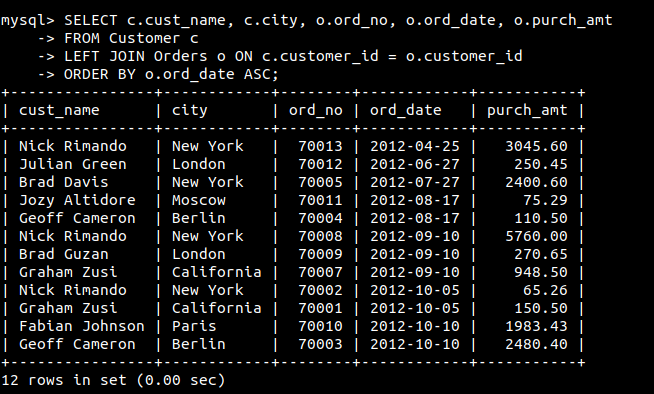 mysql> SELECT c.cust_name, c.city, o.ord_no, o.ord_date, o.purch_amt
    -> FROM Customer c
    -> LEFT JOIN Orders o ON c.customer_id = o.customer_id
    -> ORDER BY o.ord_date ASC;
+----------------+------------+--------+------------+-----------+
| cust_name      | city       | ord_no | ord_date   | purch_amt |
+----------------+------------+--------+------------+-----------+
| Nick Rimando   | New York   |  70013 | 2012-04-25 |   3045.60 |
| Julian Green   | London     |  70012 | 2012-06-27 |    250.45 |
| Brad Davis     | New York   |  70005 | 2012-07-27 |   2400.60 |
| Jozy Altidore  | Moscow     |  70011 | 2012-08-17 |     75.29 |
| Geoff Cameron  | Berlin     |  70004 | 2012-08-17 |    110.50 |
| Nick Rimando   | New York   |  70008 | 2012-09-10 |   5760.00 |
| Brad Guzan     | London     |  70009 | 2012-09-10 |    270.65 |
| Graham Zusi    | California |  70007 | 2012-09-10 |    948.50 |
| Nick Rimando   | New York   |  70002 | 2012-10-05 |     65.26 |
| Graham Zusi    | California |  70001 | 2012-10-05 |    150.50 |
| Fabian Johnson | Paris      |  70010 | 2012-10-10 |   1983.43 |
| Geoff Cameron  | Berlin     |  70003 | 2012-10-10 |   2480.40 |
+----------------+------------+--------+------------+-----------+
12 rows in set (0.00 sec)